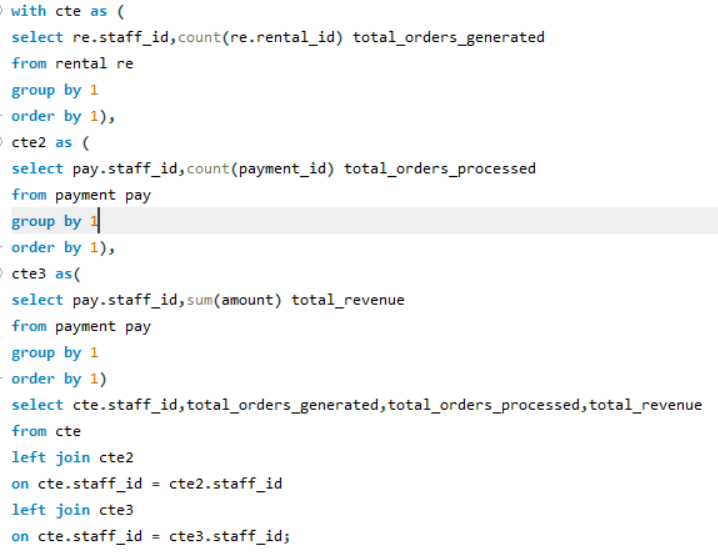 with cte as (
select re.staff_id,count(re.rental_id) total_orders_generated
from rental re
group by 1
order by 1),
cte2 as (
select pay.staff_id,count(payment_id) total_orders_processed
from payment pay
group by 1
order by 1),
cte3 as(
select pay.staff_id,sum(amount) total_revenue
from payment pay
group by 1
order by 1)
select cte.staff_id,total_orders_generated,total_orders_processed,total_revenue
from cte
left join cte2
on cte.staff_id = cte2.staff_id
left join cte3
on cte.staff_id = cte3.staff_id;